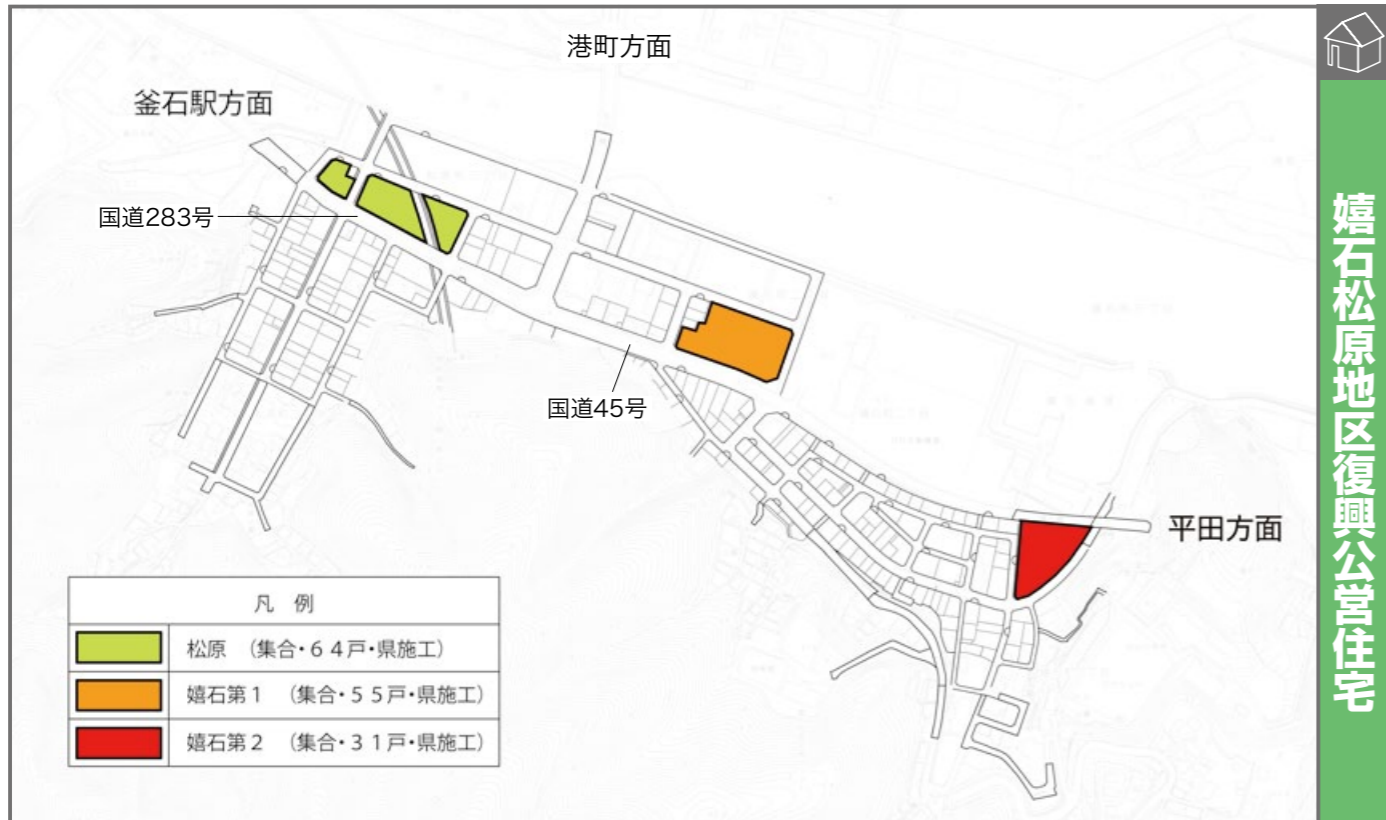 嬉石松原地区復興公営住宅
港町方面
釜石駅方面
国道283号
国道45号
平田方面
凡 例
松原 (集合・64戸・県施工)
嬉石第1 (集合・55戸・県施工)
嬉石第2 (集合・31戸・県施工)